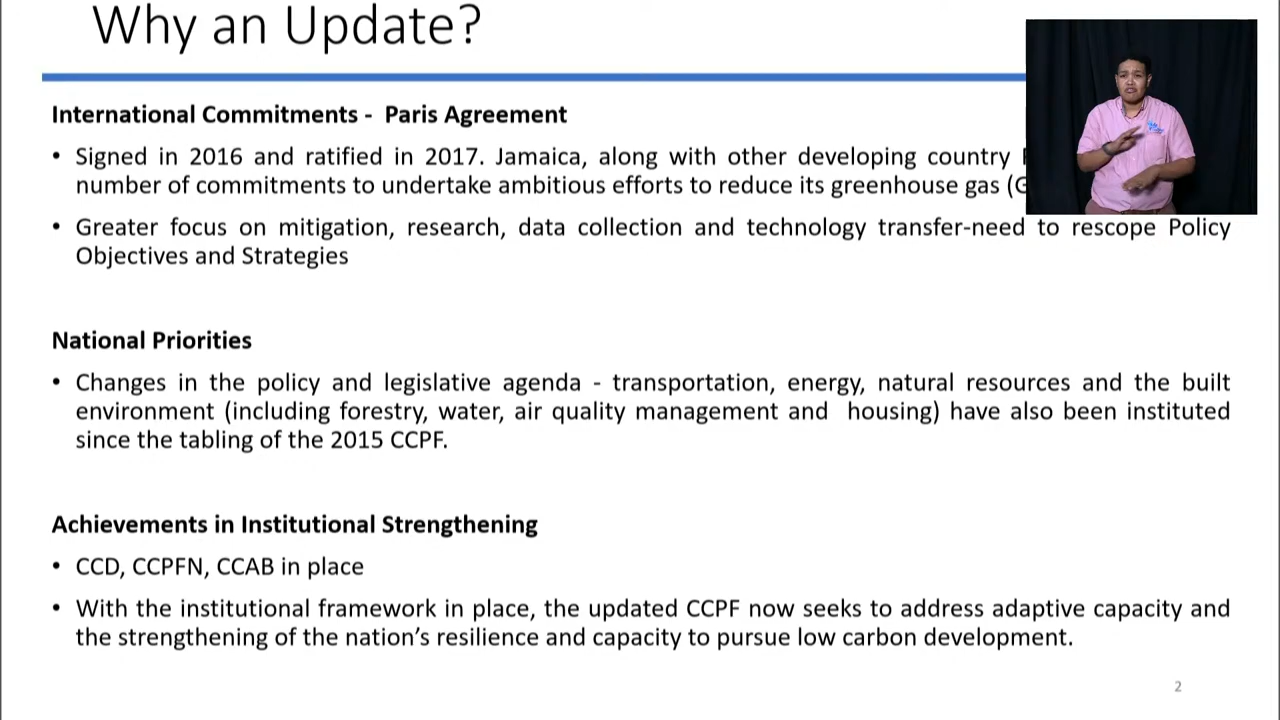 Why an Update?
International Commitments - Paris Agreement
• Signed in 2016 and ratified in 2017. Jamaica, along with other developing country
number of commitments to undertake ambitious efforts to reduce its greenhouse gas (
• Greater focus on mitigation, research, data collection and technology transfer-need to rescope Policy
Objectives and Strategies
National Priorities
• Changes in the policy and legislative agenda - transportation, energy, natural resources and the built
environment (including forestry, water, air quality management and housing) have also been instituted
since the tabling of the 2015 CCPF.
Achievements in Institutional Strengthening
• CCD, CCPFN, CCAB in place
• With the institutional framework in place, the updated CCPF now seeks to address adaptive capacity and
the strengthening of the nation’s resilience and capacity to pursue low carbon development.
2